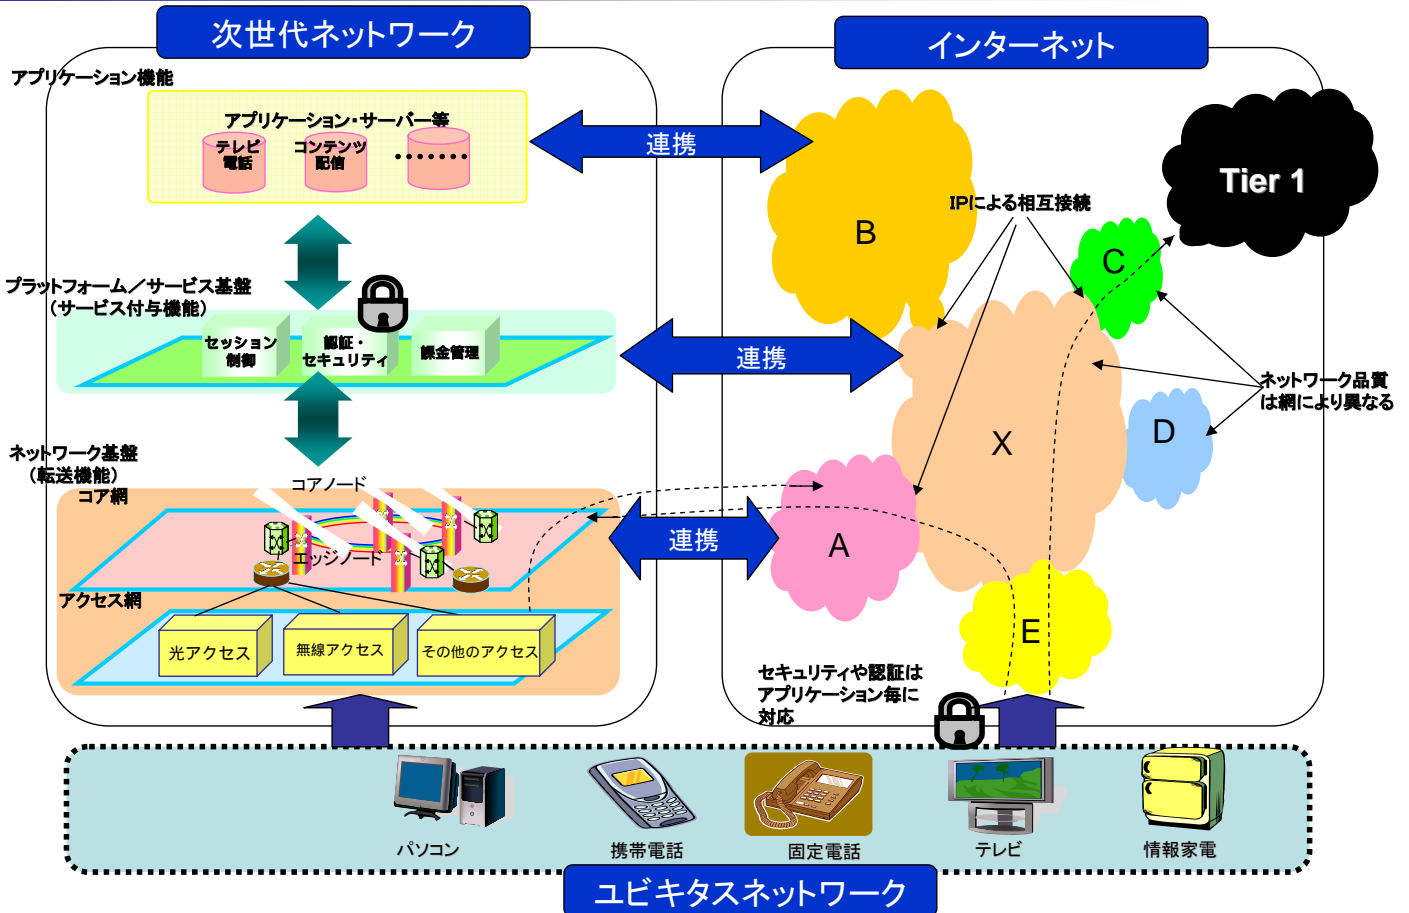 次世代ネットワーク
インターネット
アプリケーション機能
アプリケーション・サーバー等
テレビ
電話
コンテンツ
配信
・・・・・・・
連携
Tier 1
IPによる相互接続
B
C
プラットフォーム／サービス基盤
（サービス付与機能）
セッション
制御
認証・
セキュリティ
課金管理
連携
ネットワーク品質
は網により異なる
X
D
ネットワーク基盤
（転送機能）
コア網
コアノード
エッジノード
連携
A
アクセス網
光アクセス
無線アクセス
その他のアクセス
E
セキュリティや認証は
アプリケーション毎に
対応
パソコン
携帯電話
固定電話
テレビ
情報家電
ユビキタスネットワーク